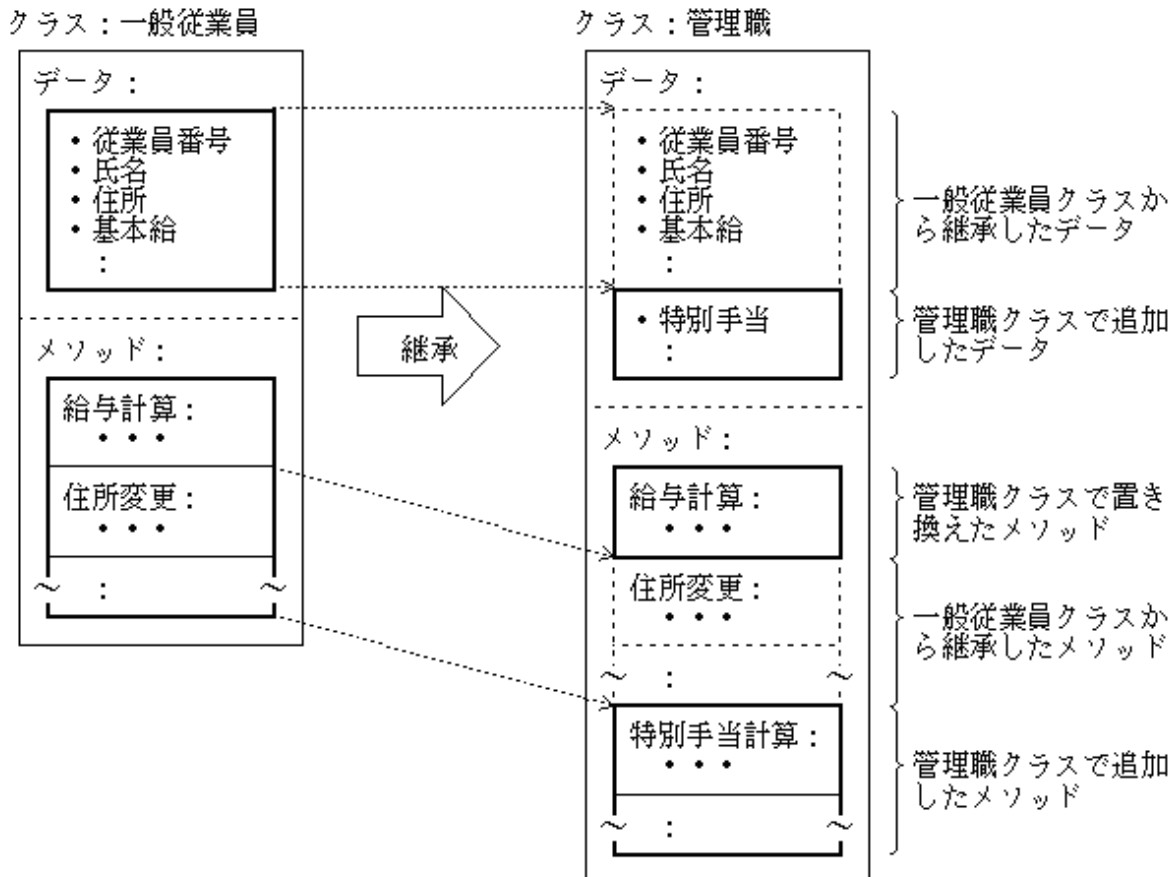 クラス：一般従業員
データ：
・従業員番号
・氏名
・住所
・基本給
：
メソッド：
給与計算：
・・・
住所変更：
・・・
～ ： ～
継承
クラス：管理職
データ：
・従業員番号
・氏名
・住所
・基本給
：
・特別手当
：
メソッド：
給与計算：
・・・
住所変更：
・・・
～ ： ～
特別手当計算：
・・・
～ ： ～
一般従業員クラスか
ら継承したデータ
管理職クラスで追加
したデータ
管理職クラスで置き
換えたメソッド
一般従業員クラスか
ら継承したメソッド
管理職クラスで追加
したメソッド